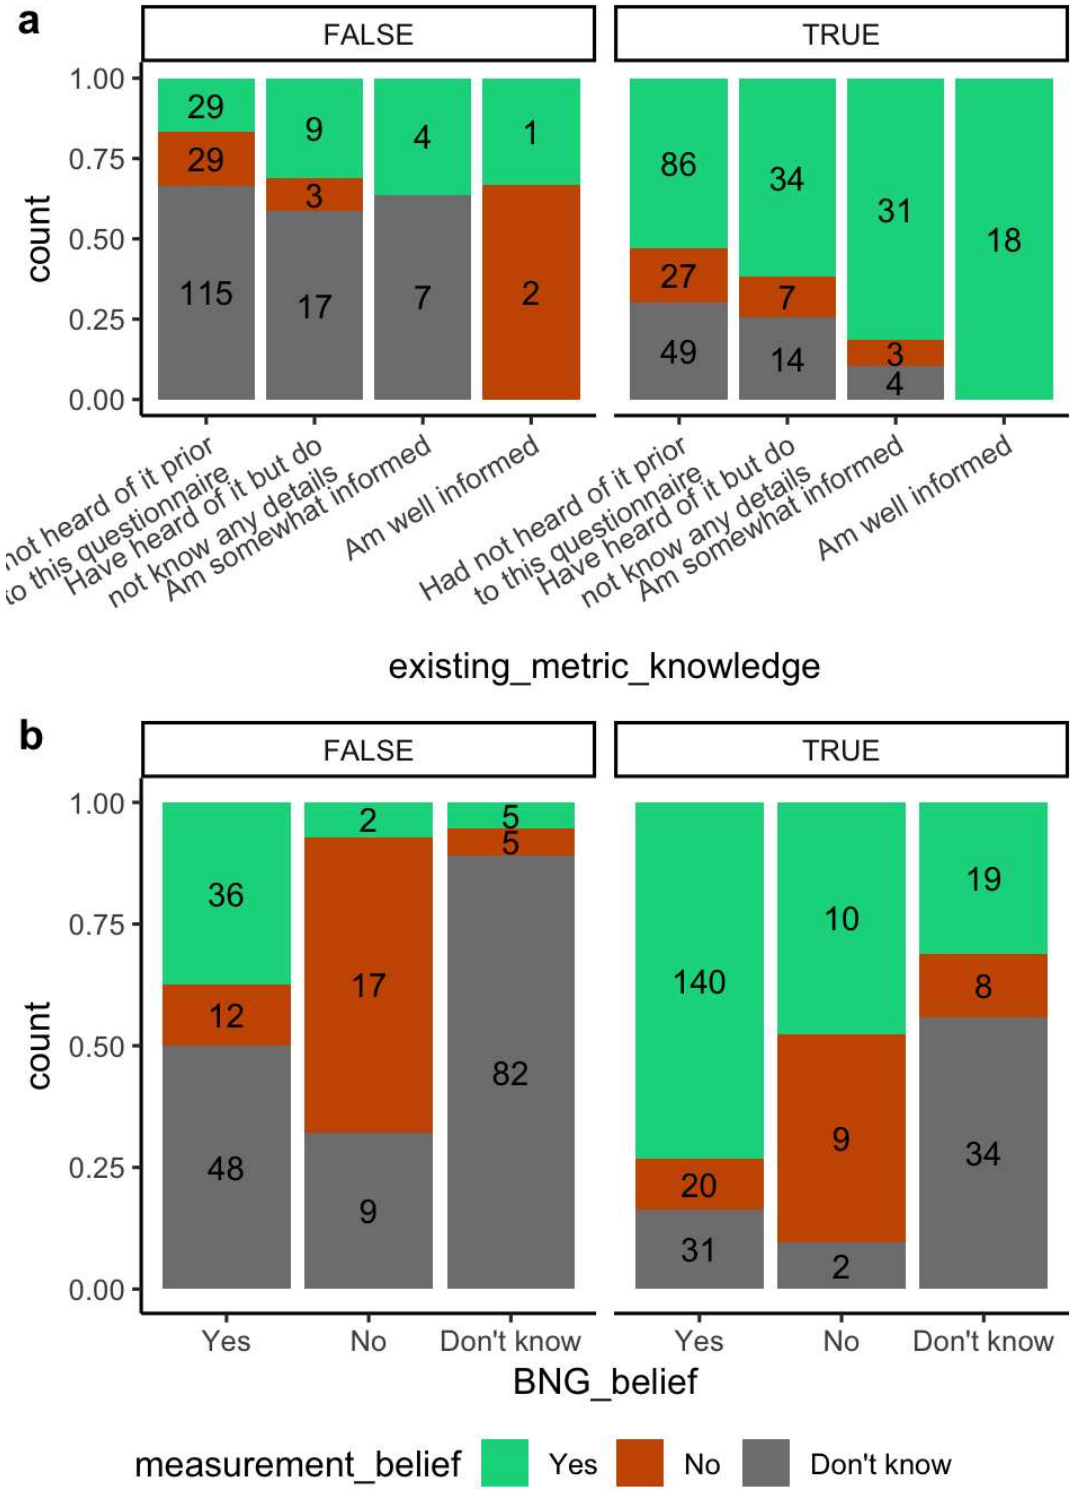 a
FALSE
TRUE
1.00
0.75
0.50
0.25
0.00
count
29
29
115
9
3
17
4
7
1
2
86
27
49
34
7
14
31
3
4
18
not heard of it prior
to this questionnaire
Have heard of it but do
not know any details
Am somewhat informed
Am well informed
Had not heard of it prior
to this questionnaire
Have heard of it but do
not know any details
Am somewhat informed
Am well informed
existing_metric_knowledge
b
FALSE
TRUE
1.00
0.75
0.50
0.25
0.00
count
36
12
48
2
17
9
5
5
82
140
20
31
10
9
2
19
8
34
Yes
No
Don't know
Yes
No
Don't know
BNG_belief
measurement_belief
Yes
No
Don't know